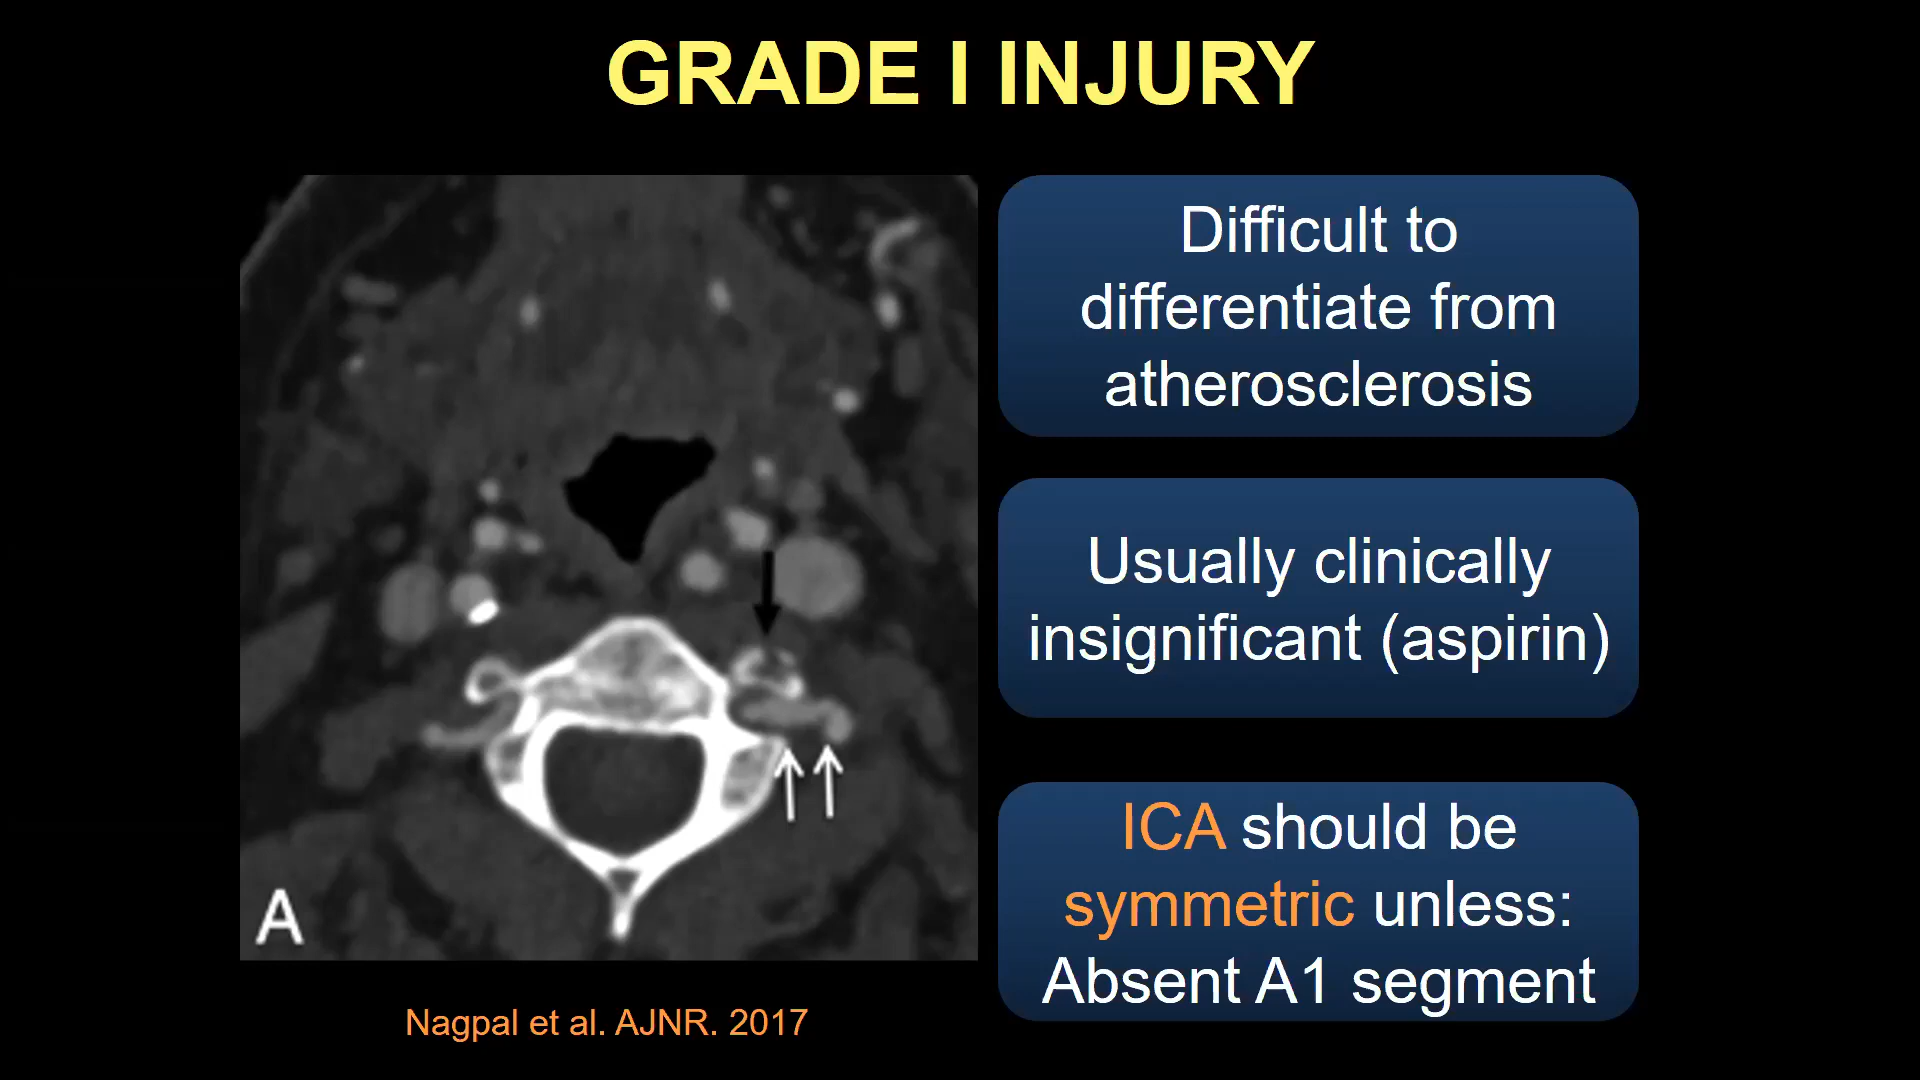 GRADE I INJURY
Difficult to
differentiate from
atherosclerosis
Usually clinically
insignificant (aspirin)
ICA should be
symmetric unless:
Absent A1 segment
A
Nagpal et al. AJNR. 2017